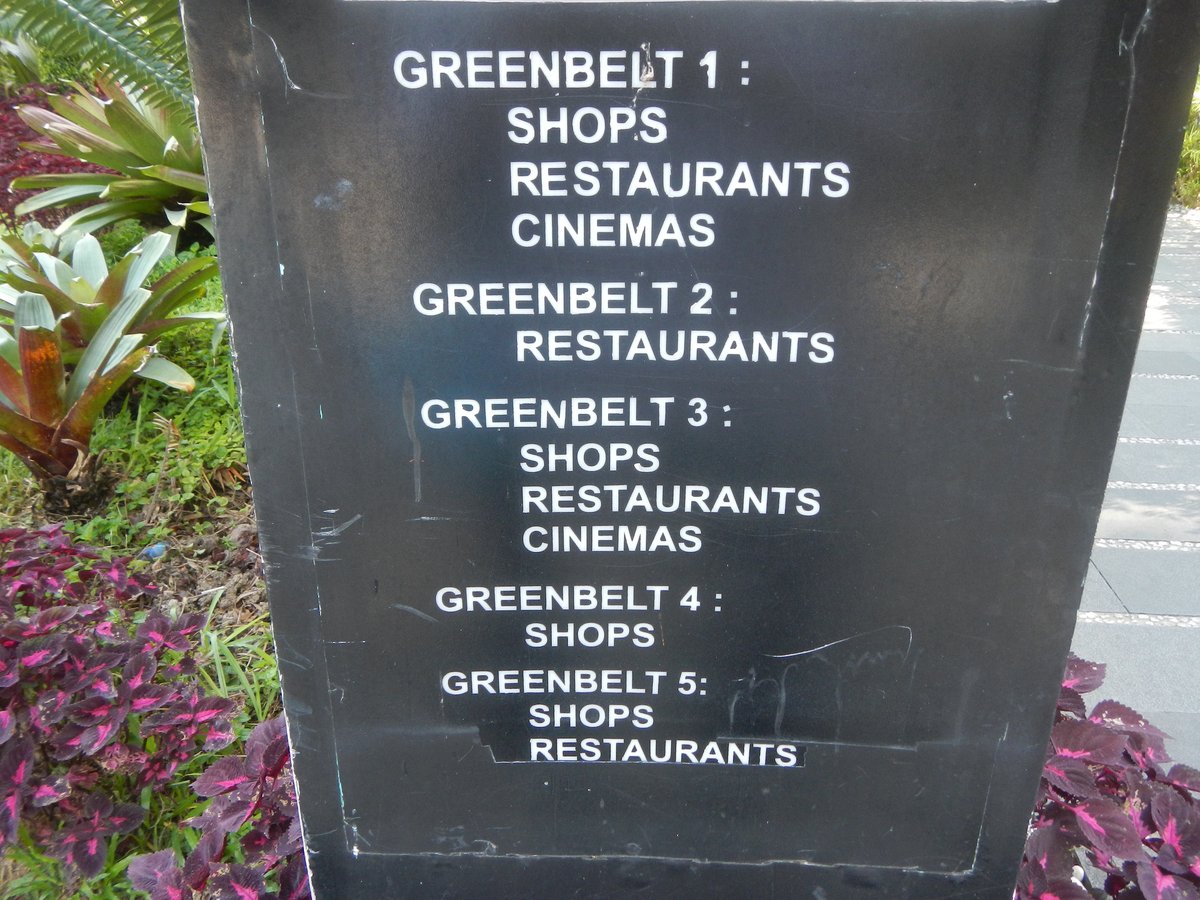 GREENBELT 1 :
SHOPS
RESTAURANTS
CINEMAS
GREENBELT 2 :
RESTAURANTS
GREENBELT 3 :
SHOPS
RESTAURANTS
CINEMAS
GREENBELT 4 :
SHOPS
GREENBELT 5:
SHOPS
RESTAURANTS